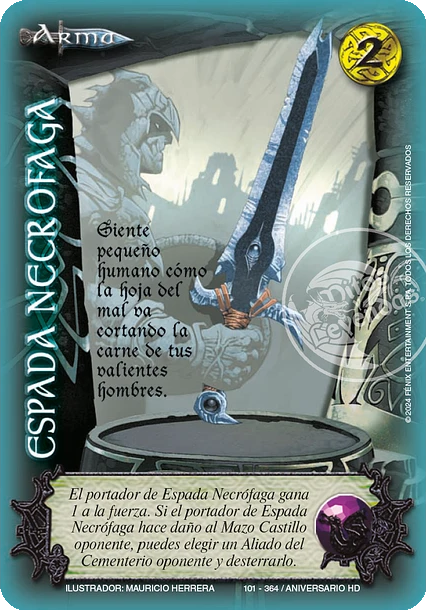 Arma
2
ESPADA NECRÓFAGA
Siente
pequeño
humano cómo
la hoja del
mal va
cortando la
carne de tus
valientes
hombres.
Mitos y
Leyendas
© 2024 FÉNIX ENTERTAINMENT S.P.A. TODOS LOS DERECHOS RESERVADOS
El portador de Espada Necrófaga gana
1 a la fuerza. Si el portador de Espada
Necrófaga hace daño al Mazo Castillo
oponente, puedes elegir un Aliado del
Cementerio oponente y desterrarlo.
ILUSTRADOR: MAURICIO HERRERA
101 - 364 / ANIVERSARIO HD